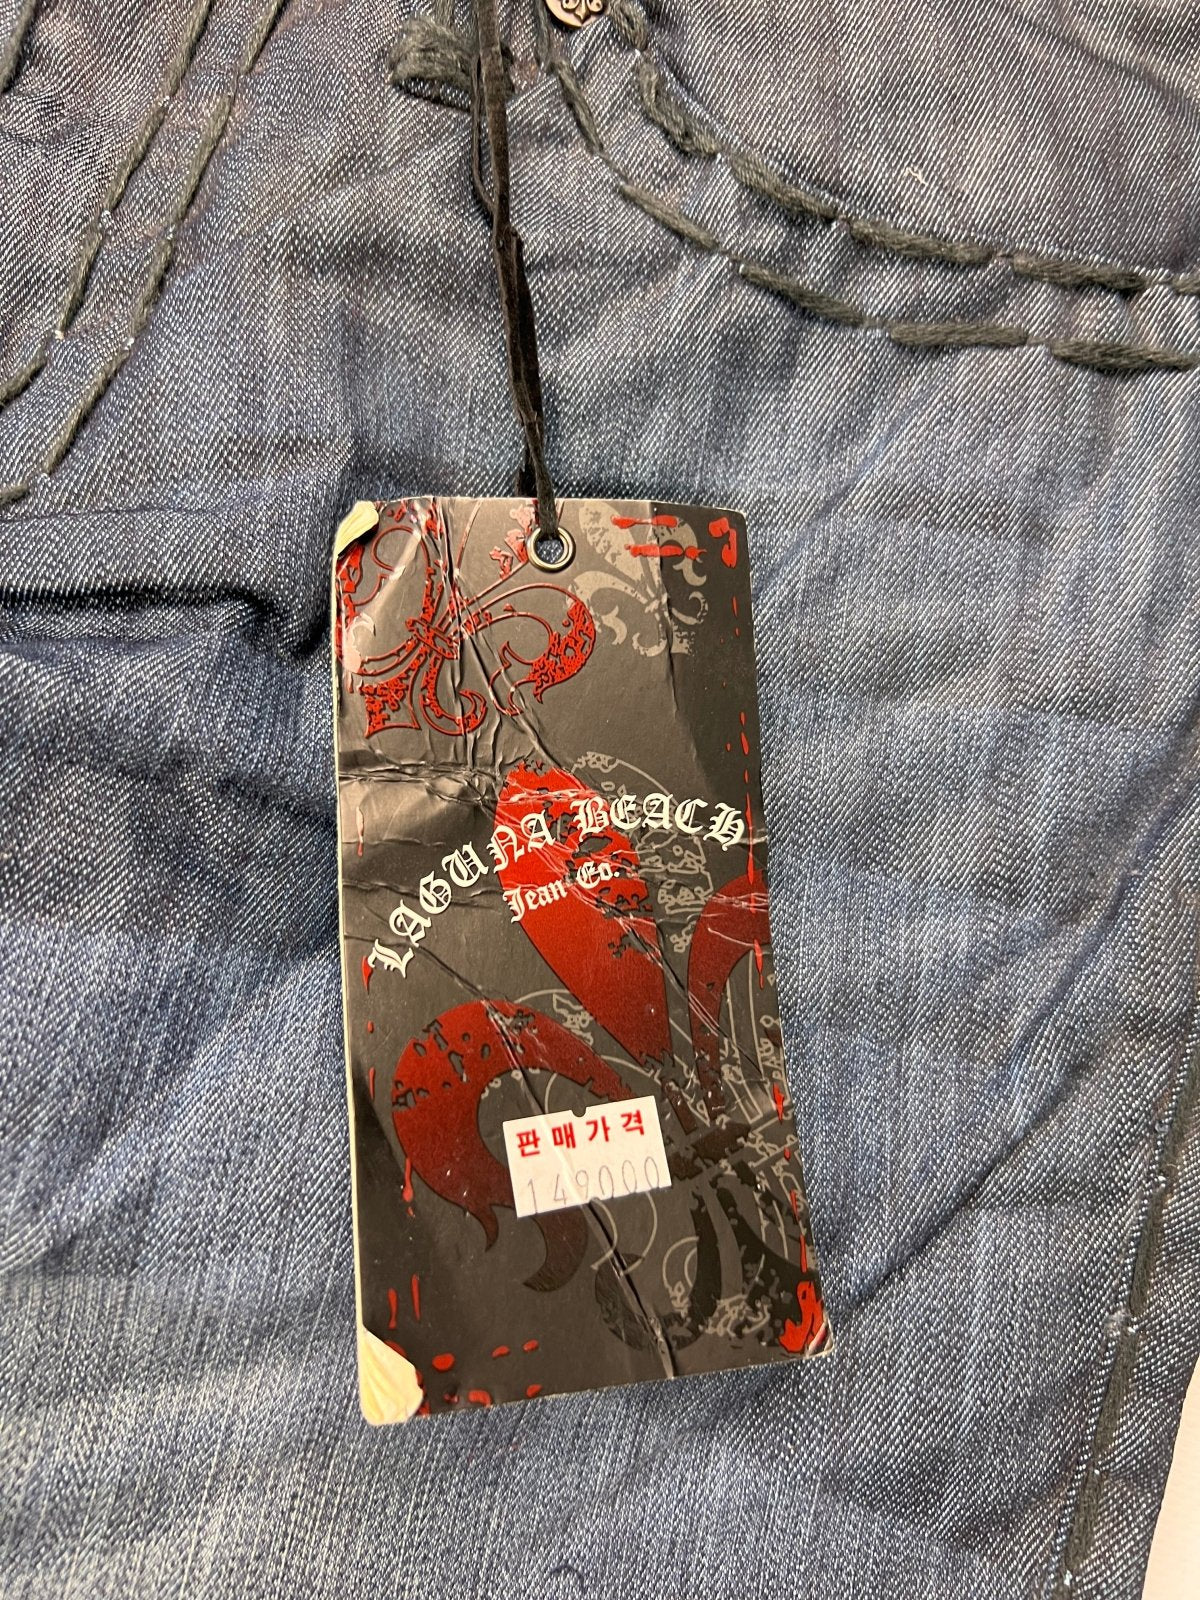 LAGUNA BEACH
Jean Co.
판매가격
149000